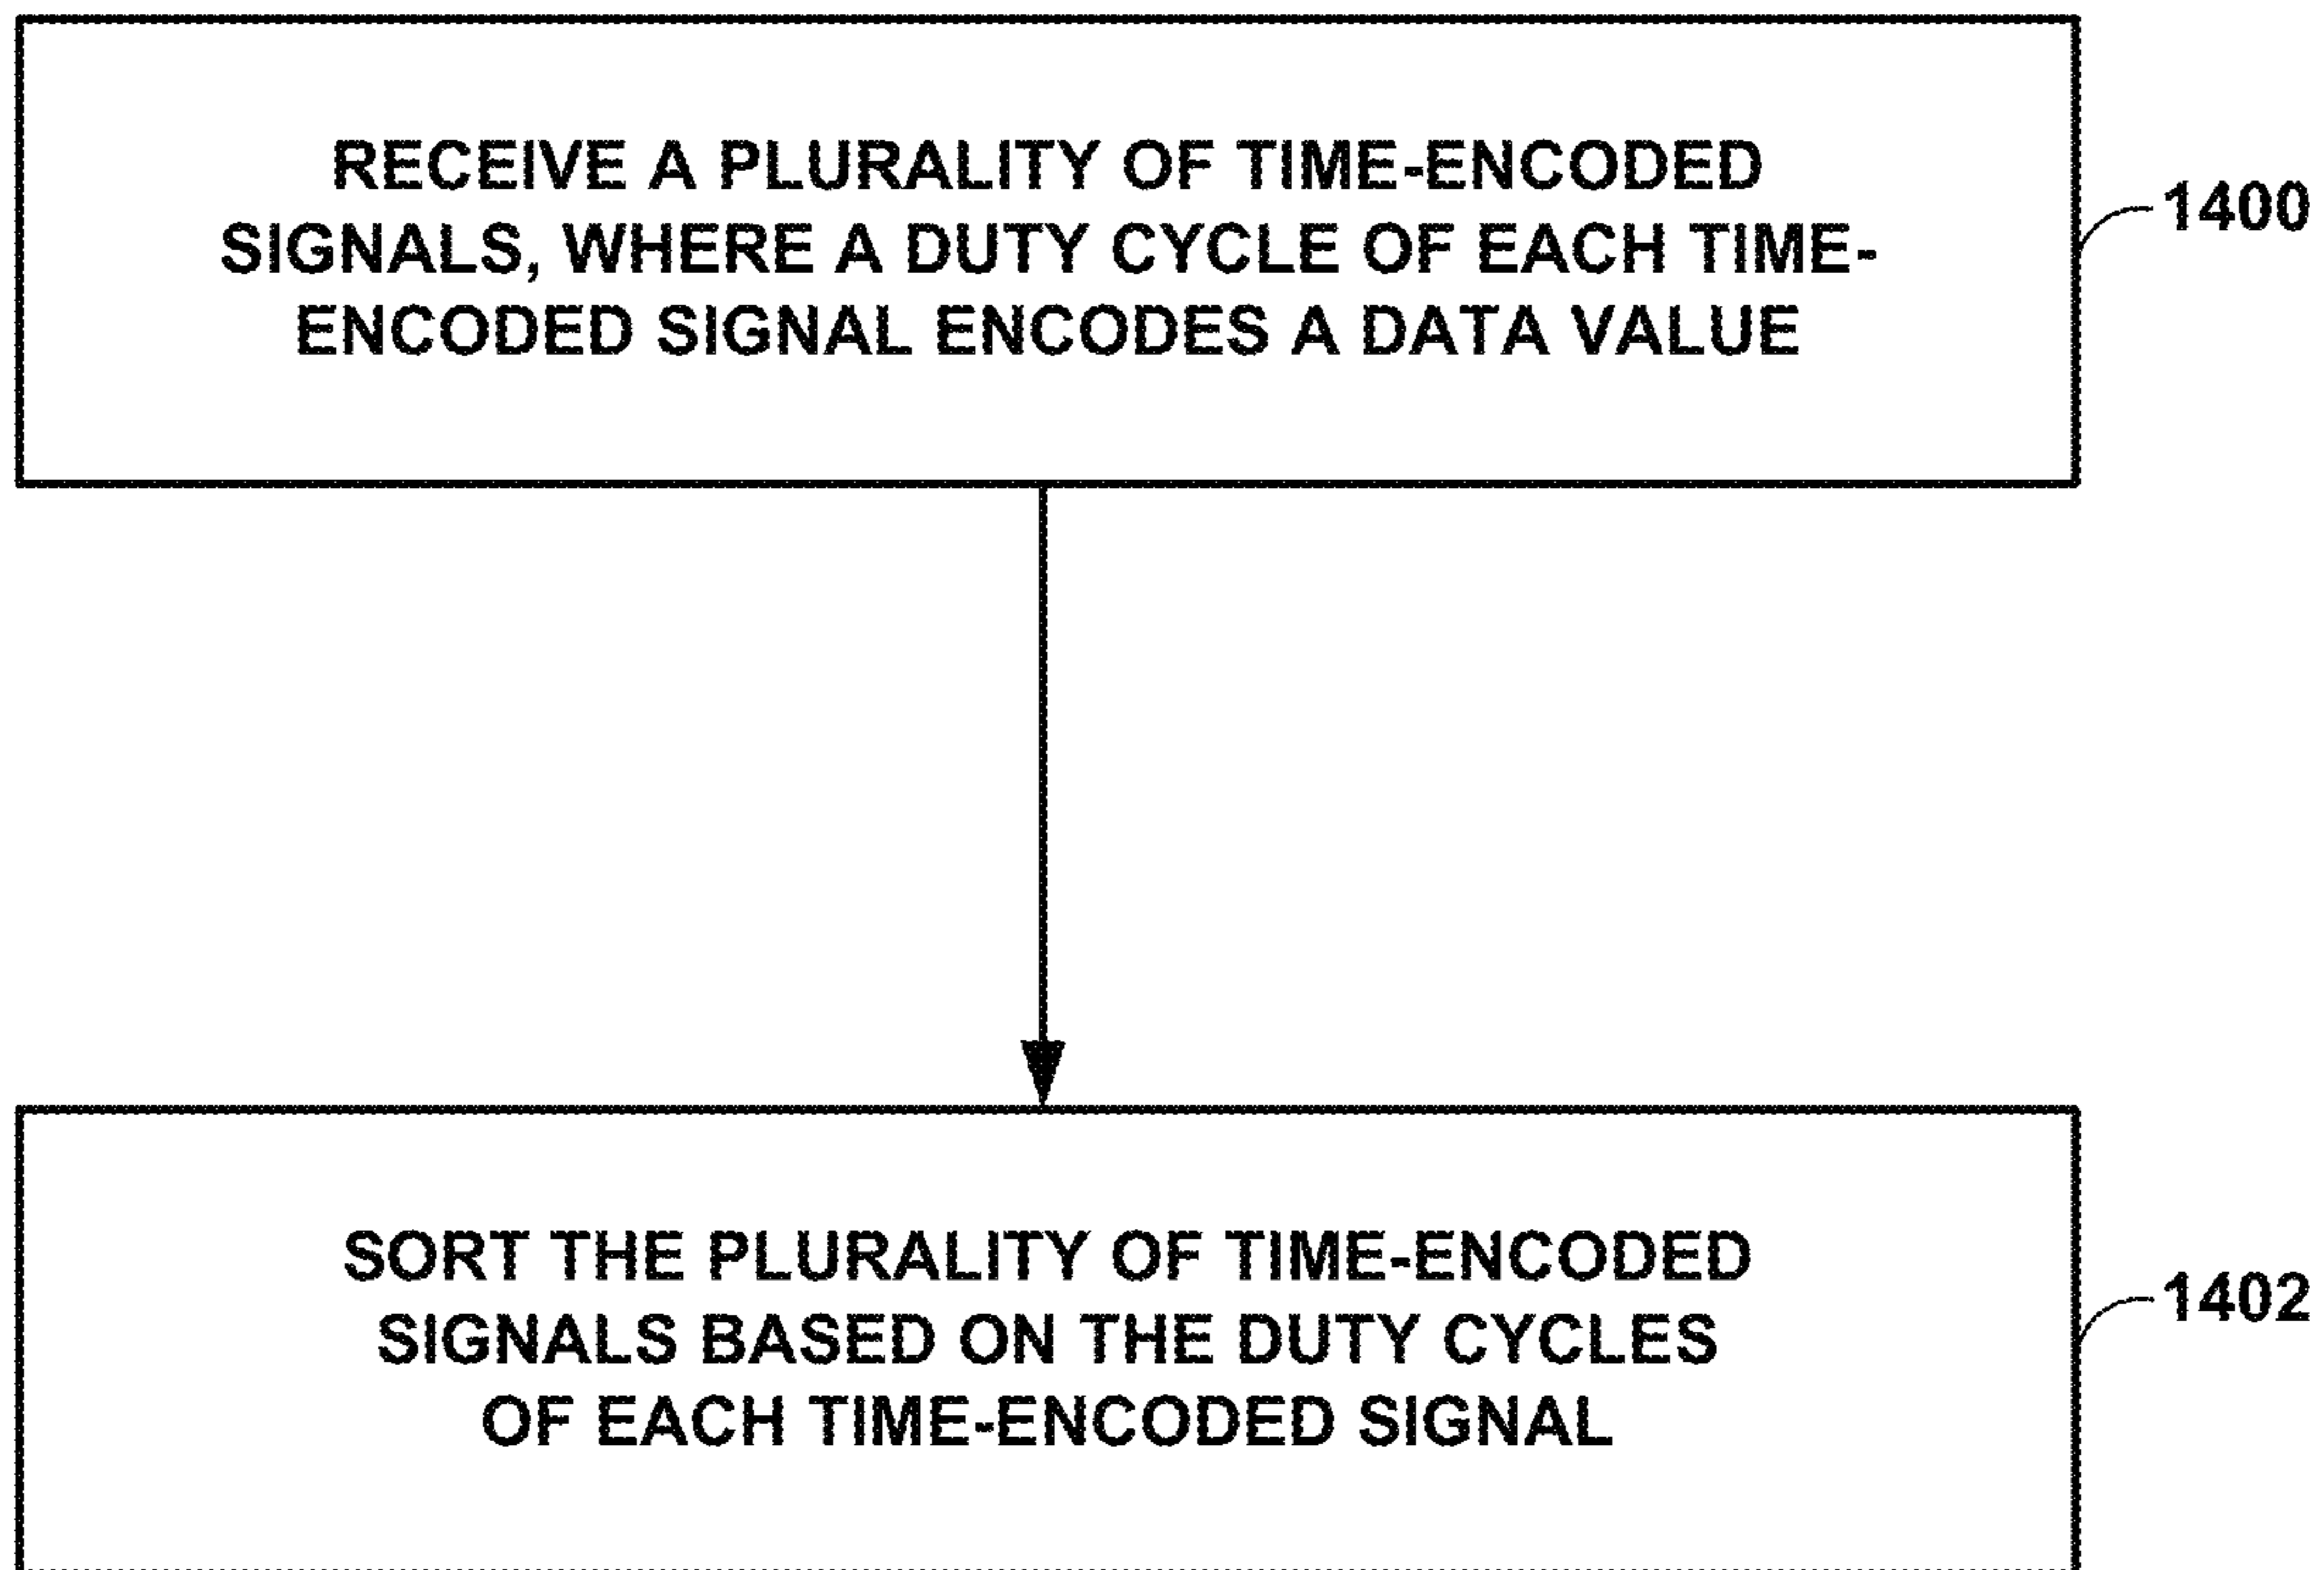 RECEIVE A PLURALITY OF TIME-ENCODED
SIGNALS, WHERE A DUTY CYCLE OF EACH TIME-
ENCODED SIGNAL ENCODES A DATA VALUE
1400
SORT THE PLURALITY OF TIME-ENCODED
SIGNALS BASED ON THE DUTY CYCLES
OF EACH TIME-ENCODED SIGNAL
1402